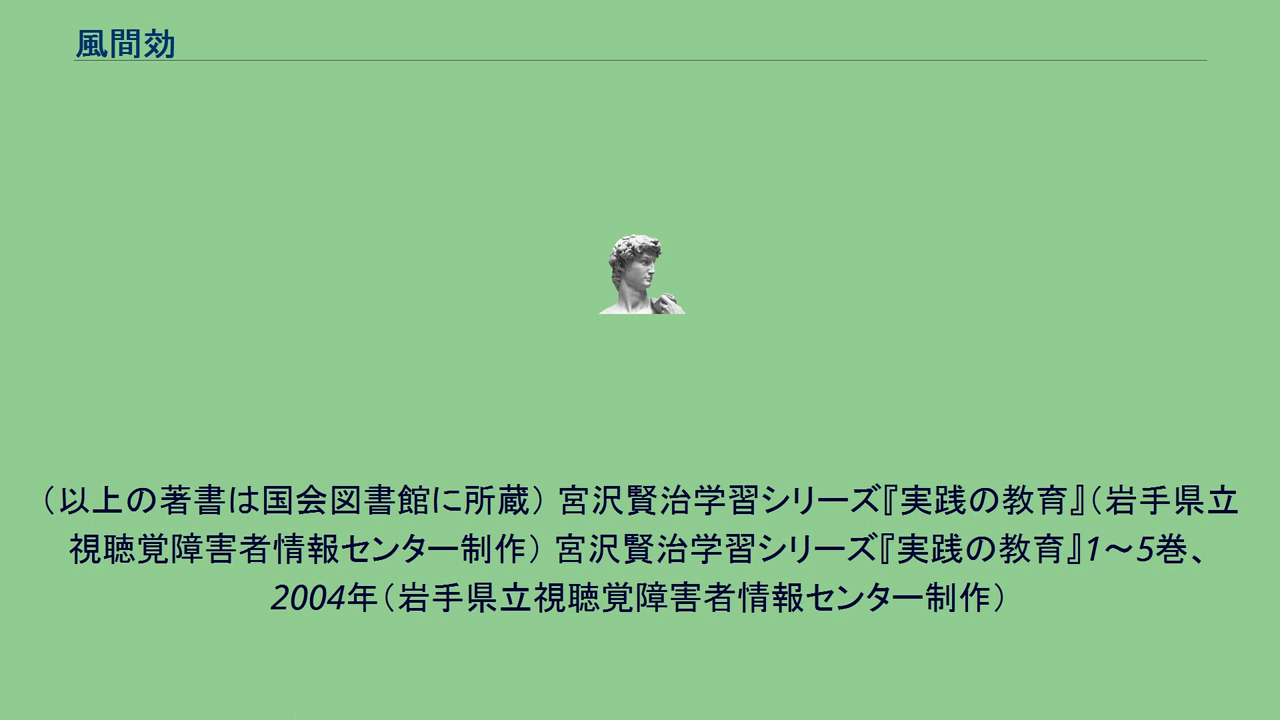 風間効
（以上の著書は国会図書館に所蔵） 宮沢賢治学習シリーズ『実践の教育』（岩手県立
視聴覚障害者情報センター制作） 宮沢賢治学習シリーズ『実践の教育』1～5巻、
2004年（岩手県立視聴覚障害者情報センター制作）